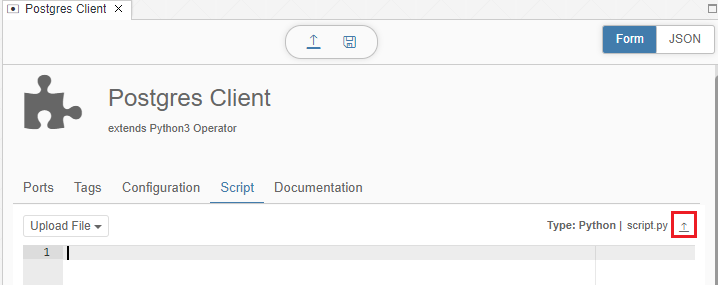 Postgres Client
Form JSON
Postgres Client
extends Python3 Operator
Ports Tags Configuration Script Documentation
Upload File Type: Python | script.py
1